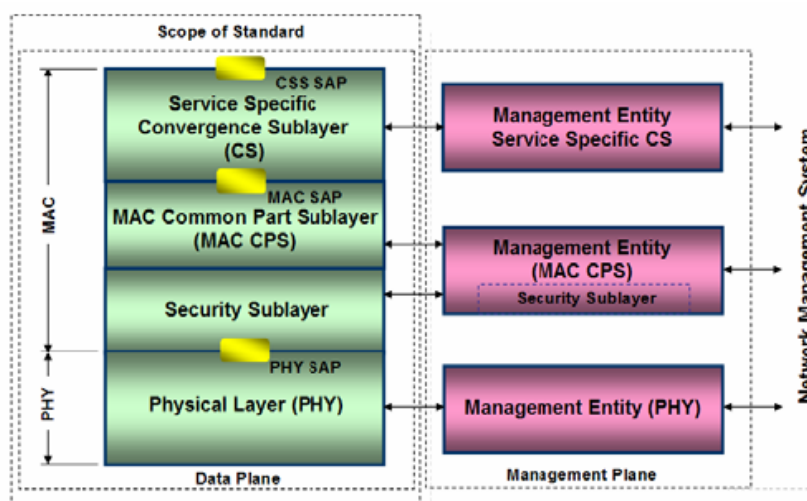 Scope of Standard
CSS SAP
Service Specific
Convergence Sublayer
(CS)
MAC SAP
MAC Common Part Sublayer
(MAC CPS)
Security Sublayer
PHY SAP
Physical Layer (PHY)
Data Plane
MAC
PHY
Management Entity
Service Specific CS
Management Entity
(MAC CPS)
Security Sublayer
Management Entity (PHY)
Management Plane
Network Management System